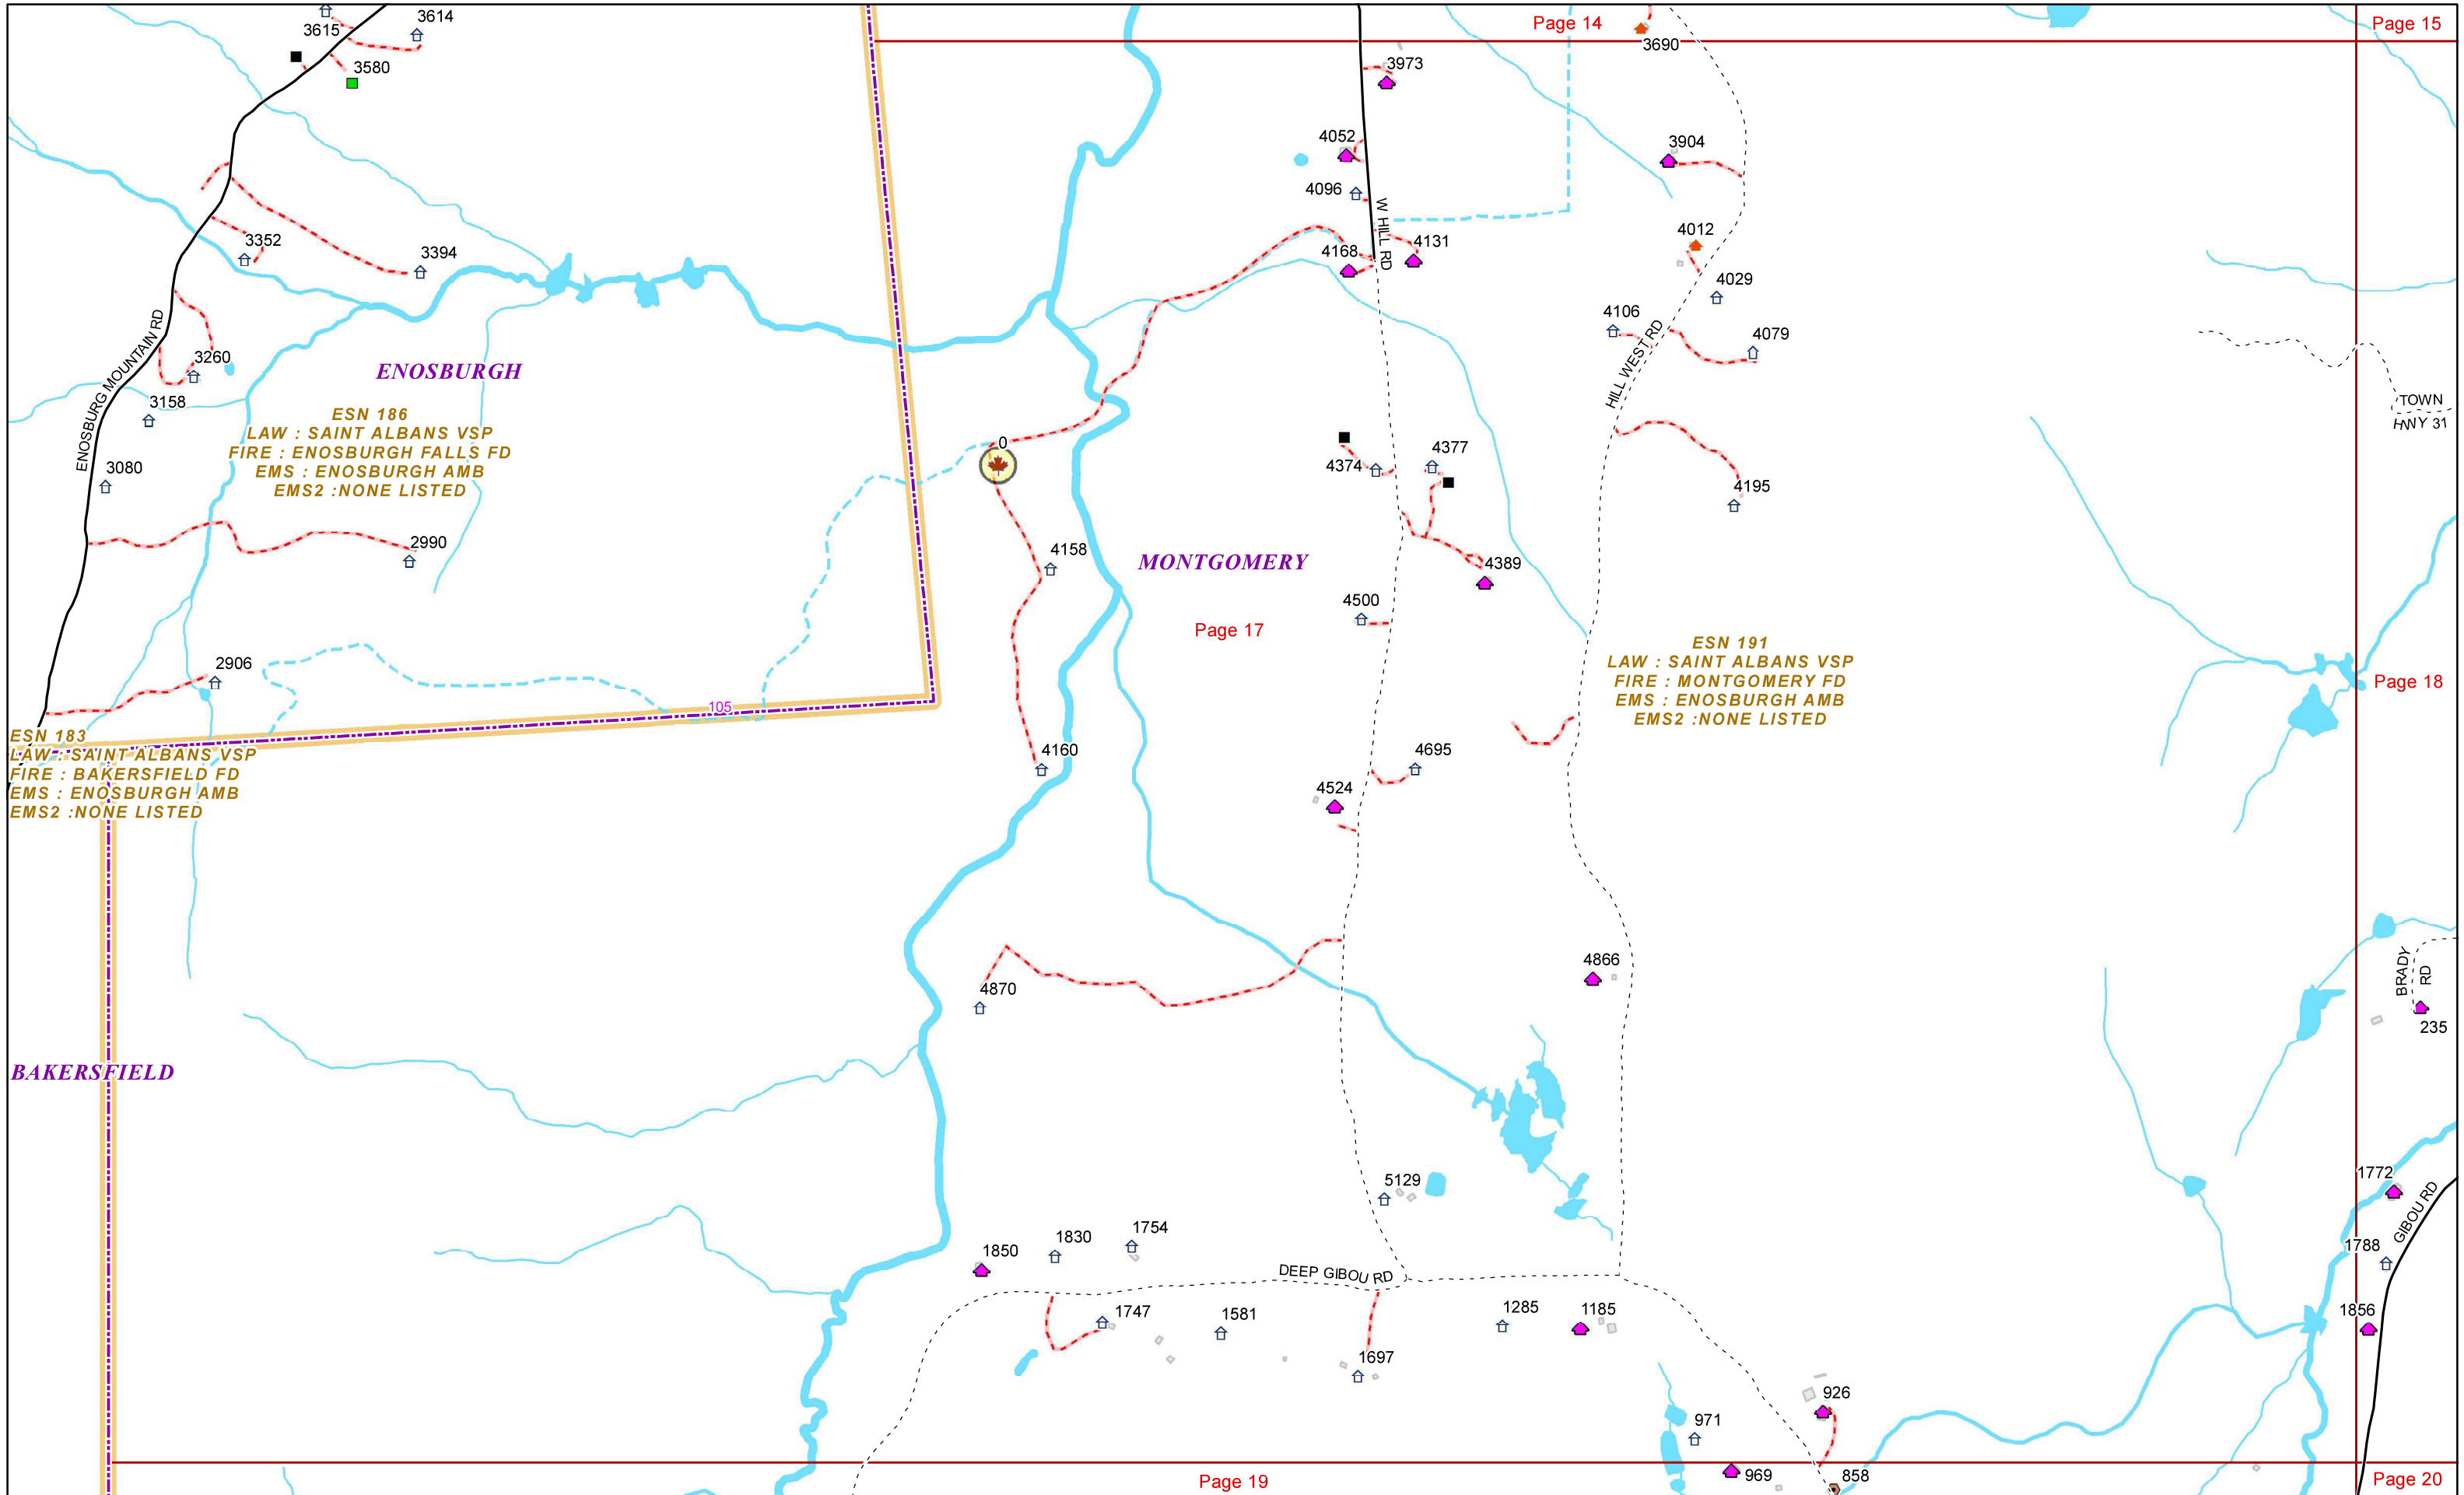 3614
Page 14
Page 15
3615
3690
3580
3973
4052
3904
4096
W HILL RD
4012
3352
4131
3394
4168
4029
4106
4079
ENOSBURG MOUNTAIN RD
HILL WEST RD
3260
ENOSBURGH
3158
TOWN
HWY 31
ESN 186
LAW : SAINT ALBANS VSP
FIRE : ENOSBURGH FALLS FD
EMS : ENOSBURGH AMB
EMS2 :NONE LISTED
0
4377
4374
3080
4195
2990
4158
MONTGOMERY
4389
4500
Page 17
ESN 191
LAW : SAINT ALBANS VSP
FIRE : MONTGOMERY FD
EMS : ENOSBURGH AMB
EMS2 :NONE LISTED
2906
Page 18
105
ESN 183
LAW : SAINT ALBANS VSP
FIRE : BAKERSFIELD FD
EMS : ENOSBURGH AMB
EMS2 :NONE LISTED
4160
4695
4524
4866
BRADY
RD
4870
235
BAKERSFIELD
5129
1772
GIBOU RD
1754
1830
1850
1788
DEEP GIBOU RD
1747
1581
1285
1185
1856
1697
926
971
969
858
Page 19
Page 20